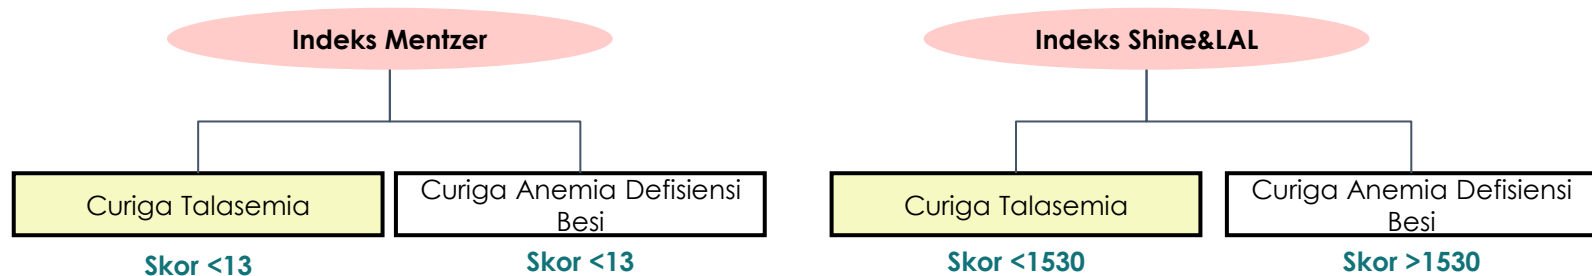 Indeks Mentzer
Curiga Talasemia
Skor <13
Curiga Anemia Defisiensi
Besi
Skor <13
Indeks Shine&LAL
Curiga Talasemia
Skor <1530
Curiga Anemia Defisiensi
Besi
Skor >1530